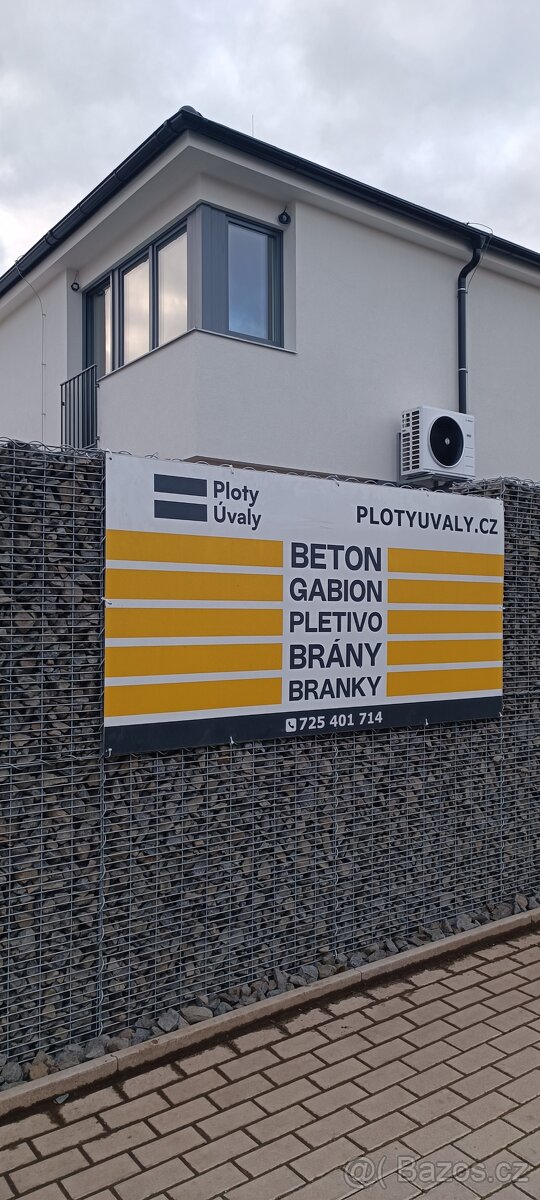 Ploty
Úvaly
PLOTYUVALY.CZ
BETON
GABION
PLETIVO
BRÁNY
BRANKY
725 401 714
@( Bazos.cz